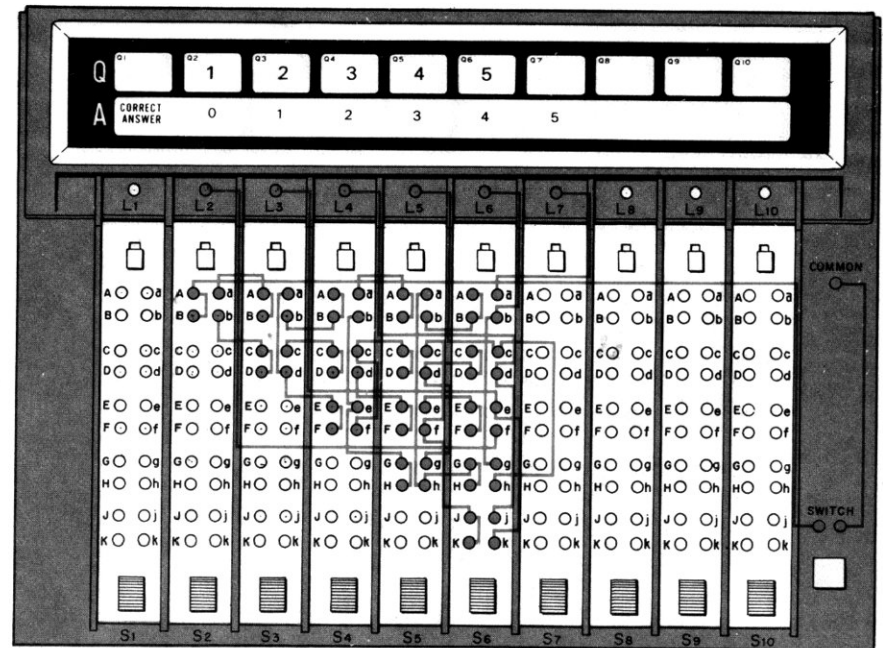 Q Q1 Q2 1 Q3 2 Q4 3 Q5 4 Q6 5 Q7 Q8 Q9 Q10
A CORRECT ANSWER 0 1 2 3 4 5
L1 L2 L3 L4 L5 L6 L7 L8 L9 L10
COMMON
A a A a A a A a A a A a A a A a A a A a
B b B b B b B b B b B b B b B b B b B b
C c C c C c C c C c C c C c C c C c C c
D d D d D d D d D d D d D d D d D d D d
E e E e E e E e E e E e E e E e E e E e
F f F f F f F f F f F f F f F f F f F f
G g G g G g G g G g G g G g G g G g G g
H h H h H h H h H h H h H h H h H h H h
SWITCH
J j J j J j J j J j J j J j J j J j J j
K k K k K k K k K k K k K k K k K k K k
S1 S2 S3 S4 S5 S6 S7 S8 S9 S10